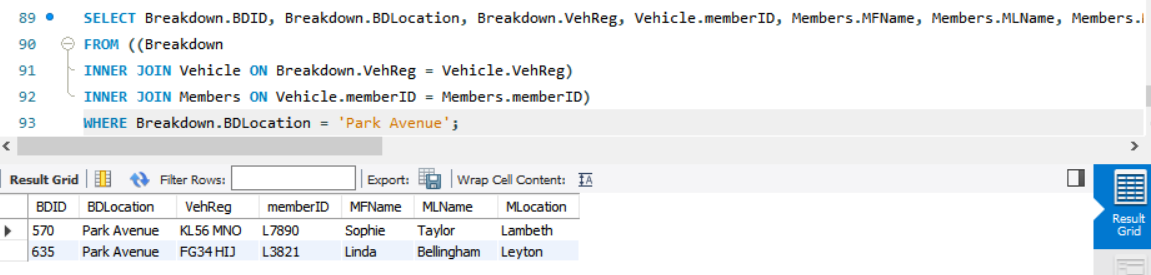 89 SELECT Breakdown.BDID, Breakdown.BDLocation, Breakdown.VehReg, Vehicle.memberID, Members.MFName, Members.MLName, Members.
90 FROM ((Breakdown
91 INNER JOIN Vehicle ON Breakdown.VehReg = Vehicle.VehReg)
92 INNER JOIN Members ON Vehicle.memberID = Members.memberID)
93 WHERE Breakdown.BDLocation = 'Park Avenue';
Result Grid Filter Rows: Export: Wrap Cell Content:
BDID BDLocation VehReg memberID MFName MLName MLocation
570 Park Avenue KL56 MNO L7890 Sophie Taylor Lambeth
635 Park Avenue FG34 HIJ L3821 Linda Bellingham Leyton
Result
Grid